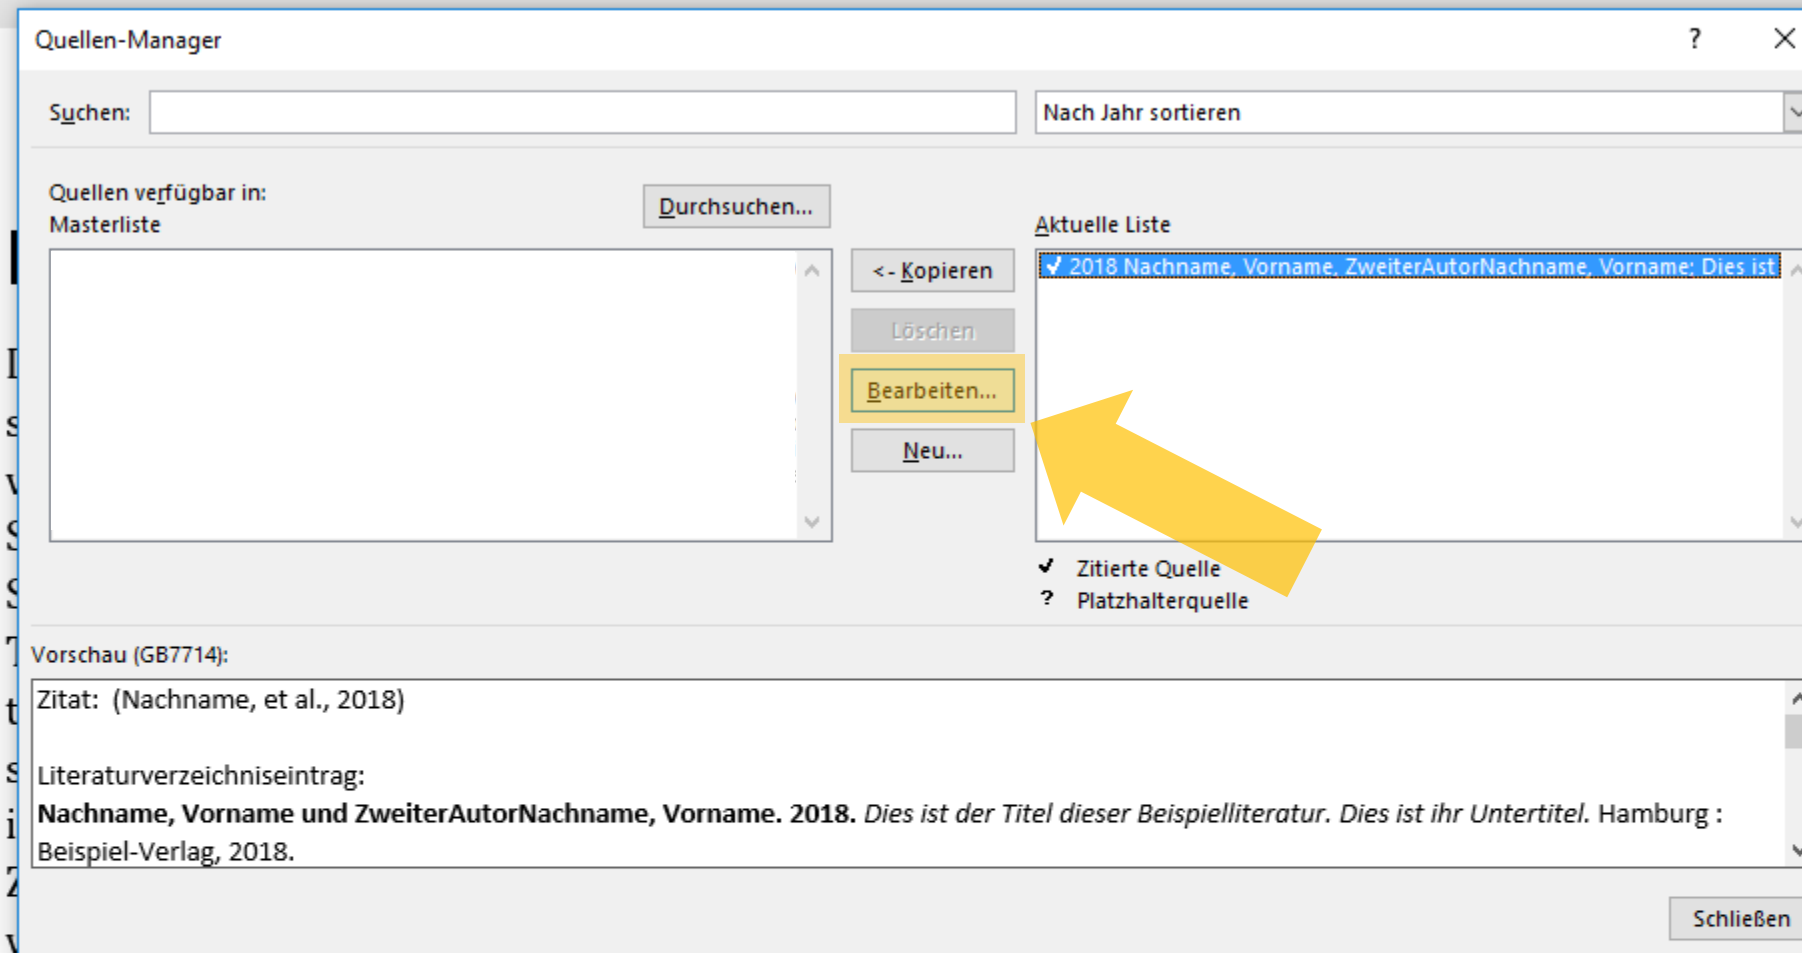 Quellen-Manager
?
Suchen:
Nach Jahr sortieren
Quellen verfügbar in:
Masterliste
Durchsuchen...
Aktuelle Liste
<- Kopieren
2018 Nachname, Vorname, ZweiterAutorNachname, Vorname; Dies ist
Löschen
Bearbeiten...
Neu...
Zitierte Quelle
? Platzhalterquelle
Vorschau (GB7714):
Zitat: (Nachname, et al., 2018)
Literaturverzeichniseintrag:
Nachname, Vorname und ZweiterAutorNachname, Vorname. 2018. Dies ist der Titel dieser Beispielliteratur. Dies ist ihr Untertitel. Hamburg :
Beispiel-Verlag, 2018.
Schließen